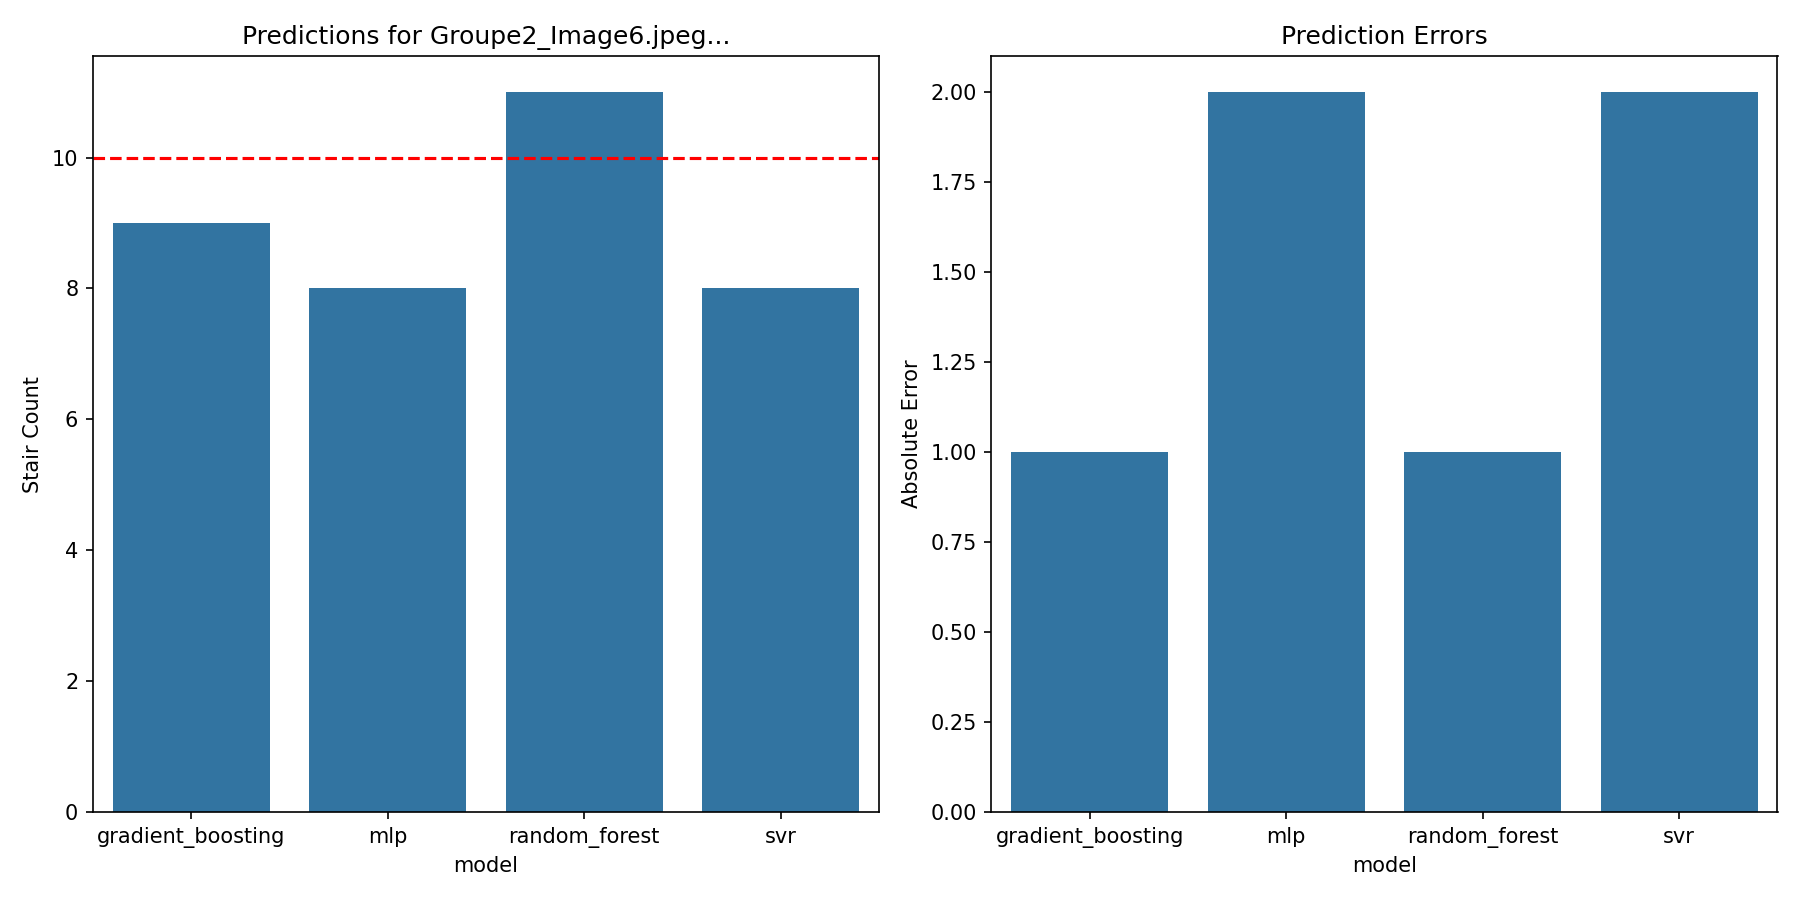 Predictions for Groupe2_Image6.jpeg...
Stair Count
10
8
6
4
2
0
gradient_boosting
mlp
random_forest
svr
model
Prediction Errors
Absolute Error
2.00
1.75
1.50
1.25
1.00
0.75
0.50
0.25
0.00
gradient_boosting
mlp
random_forest
svr
model